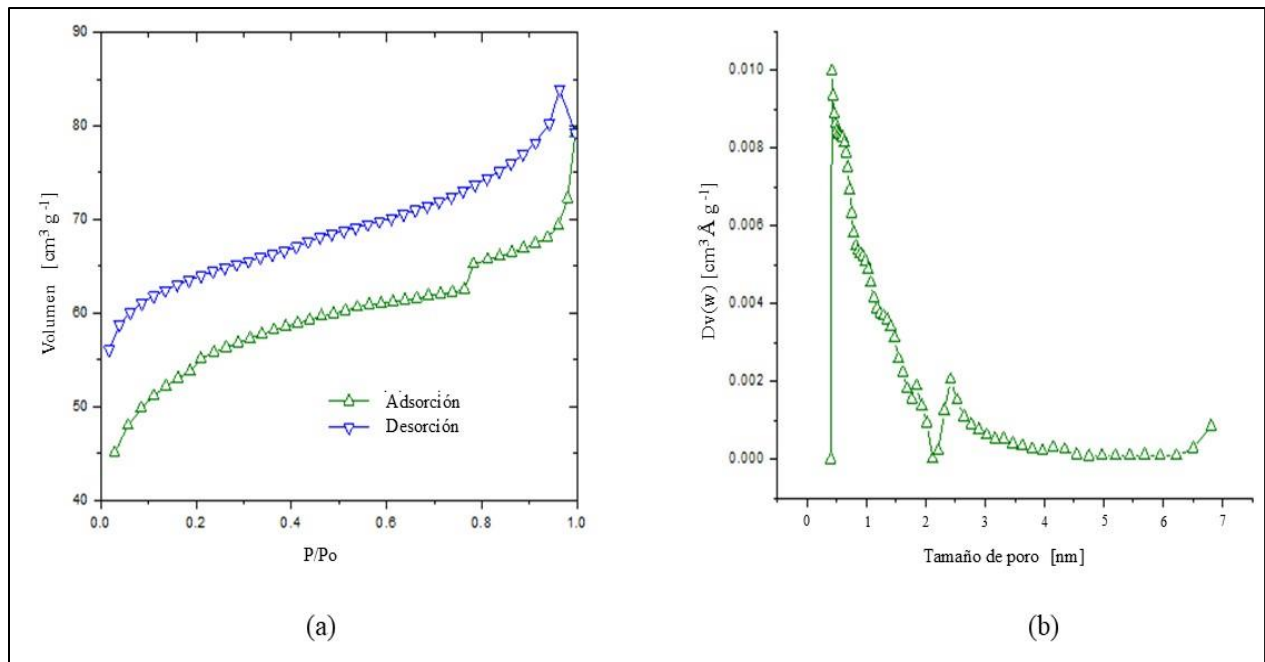 90
80
70
60
50
40
Volumen [cm³ g⁻¹]
0.0 0.2 0.4 0.6 0.8 1.0
P/Po
Adsorción
Desorción
(a)
0.010
0.008
0.006
0.004
0.002
0.000
Dv(w) [cm³ Å g⁻¹]
0 1 2 3 4 5 6 7
Tamaño de poro [nm]
(b)